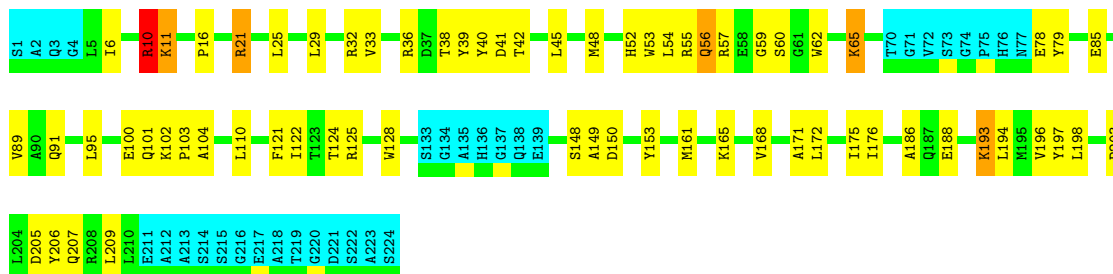 S1 A2 Q3 G4 L5 I6 R10 K11 P16 R21 L25 L29 R32 V33 R36 D37 T38 Y39 Y40 D41 T42 L45 M48 H52 W53 L54 R55 Q56 R57 E58 G59 S60 G61 W62 K65 T70 G71 V72 S73 G74 P75 H76 N77 E78 Y79 E85
V89 A90 Q91 L95 E100 Q101 K102 P103 A104 L110 F121 I122 T123 T124 R125 W128 S133 G134 A135 H136 G137 Q138 E139 S148 A149 D150 Y153 M161 K165 V168 A171 L172 I175 I176 A186 Q187 E188 K193 L194 M195 V196 Y197 L198
L204 D205 Y206 Q207 R208 L209 L210 E211 A212 A213 S214 S215 G216 E217 A218 T219 G220 D221 S222 A223 S224